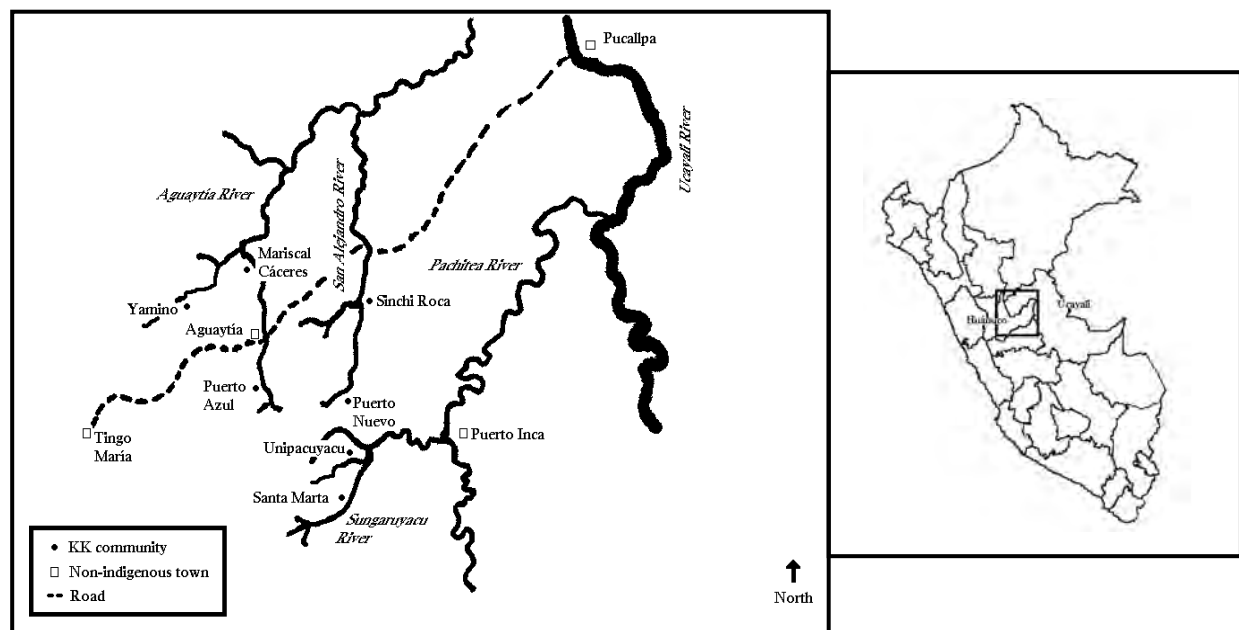 Pucallpa
Ucayali River
Aguaytía River
San Alejandro River
Pachitea River
Mariscal
Cáceres
Yamino
Aguaytía
Sinchi Roca
Puerto
Azul
Puerto
Nuevo
Tingo
María
Unipacuyacu
Puerto Inca
Santa Marta
Sungaruyacu
River
KK community
Non-indigenous town
Road
North
Ucayali
Huánuco